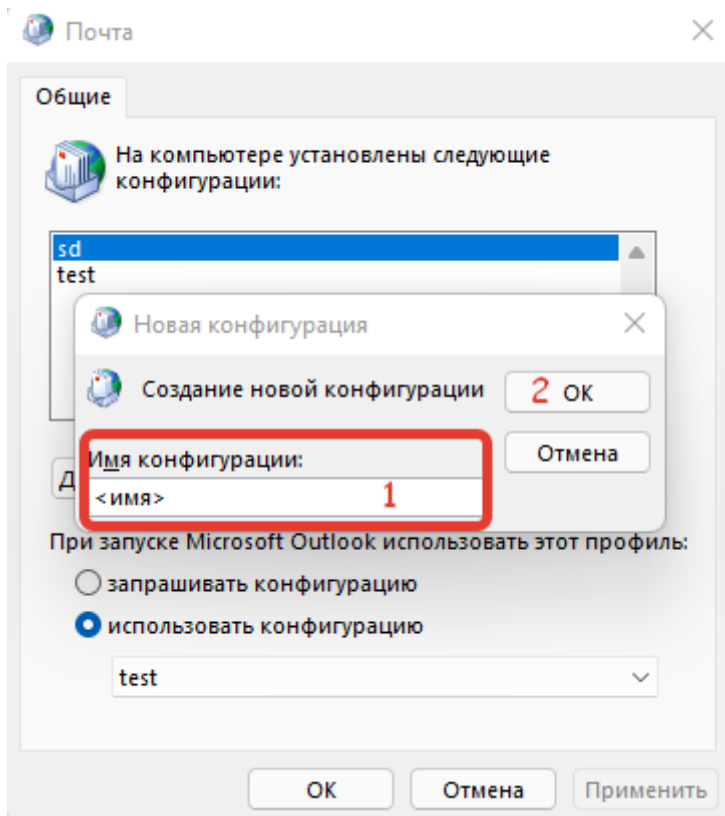 Почта
Общие
На компьютере установлены следующие
конфигурации:
sd
test
Новая конфигурация
Создание новой конфигурации
2 ОК
Имя конфигурации:
Отмена
<имя>
1
Д
При запуске Microsoft Outlook использовать этот профиль:
запрашивать конфигурацию
использовать конфигурацию
test
ОК
Отмена
Применить